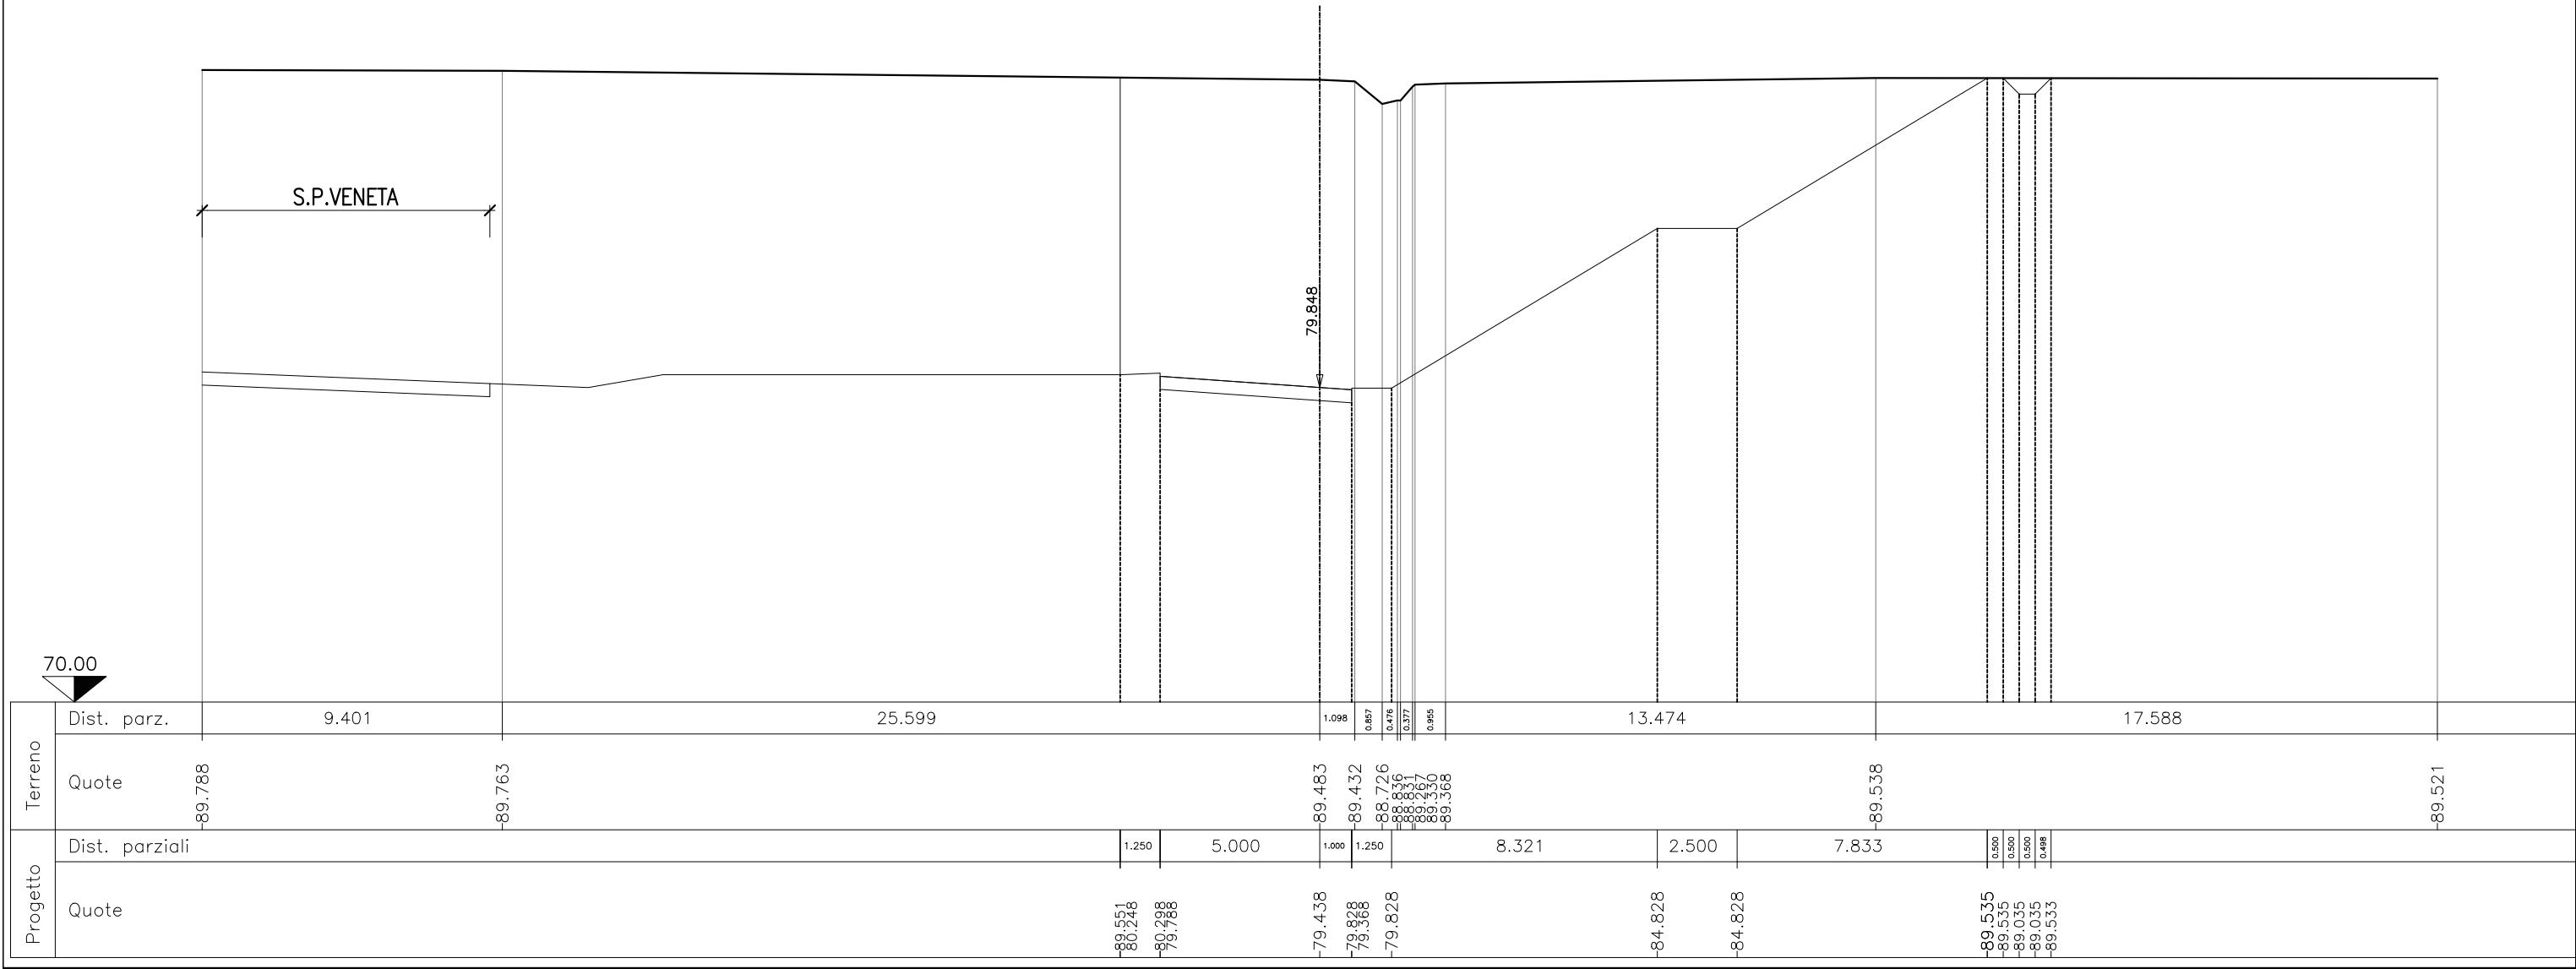 S.P.VENETA
79.848
70.00
Terreno
Dist. parz. 9.401 25.599 1.098 0.857 0.476 0.377 0.955 13.474 17.588
Quote 89.788 89.763 89.483 89.432 88.726 88.836 88.831 89.267 89.330 89.368 89.538 89.521
Progetto
Dist. parziali 1.250 5.000 1.000 1.250 8.321 2.500 7.833 0.500 0.500 0.500 0.498
Quote 89.551 80.248 80.298 79.788 79.438 79.828 79.368 79.828 84.828 84.828 89.535 89.535 89.035 89.035 89.533